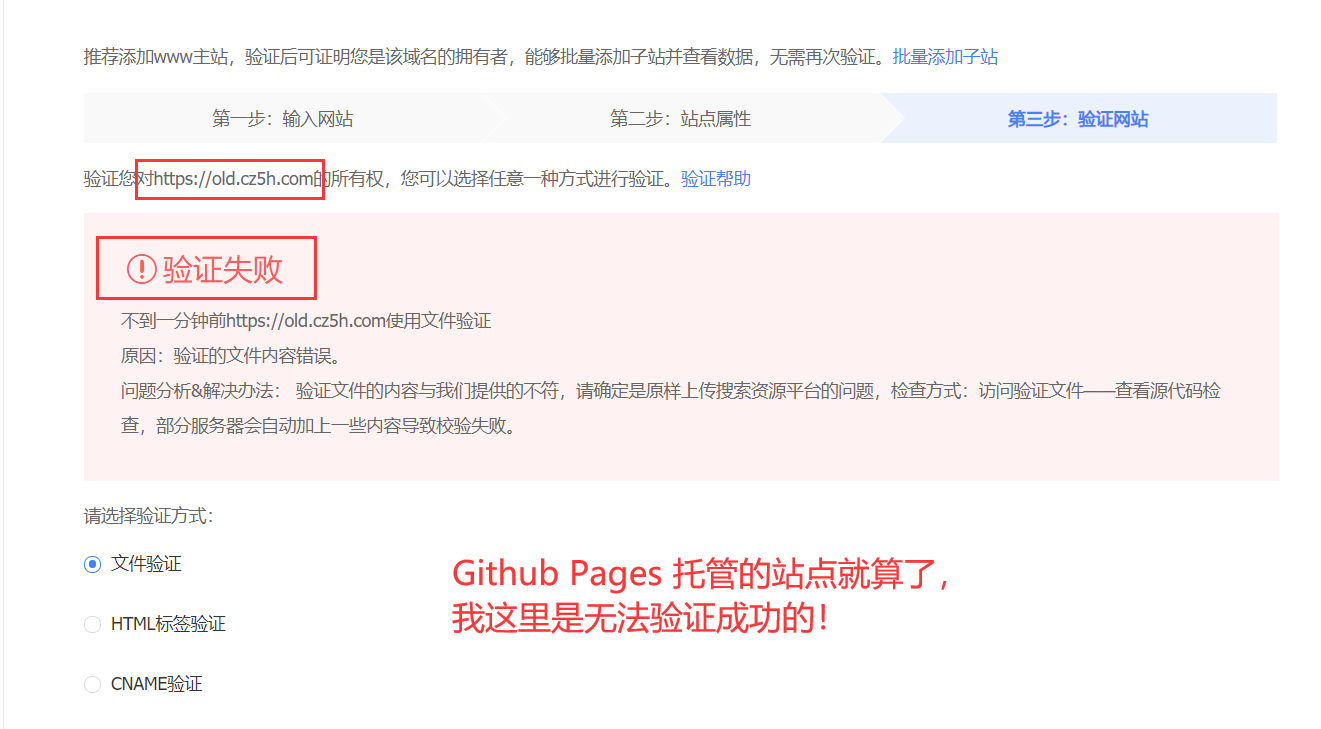 推荐添加www主站，验证后可证明您是该域名的拥有者，能够批量添加子站并查看数据，无需再次验证。批量添加子站
第一步：输入网站 第二步：站点属性 第三步：验证网站
验证您对https://old.cz5h.com的所有权，您可以选择任意一种方式进行验证。验证帮助
验证失败
不到一分钟前https://old.cz5h.com使用文件验证
原因：验证的文件内容错误。
问题分析&解决办法： 验证文件的内容与我们提供的不符，请确定是原样上传搜索资源平台的问题，检查方式：访问验证文件——查看源代码检
查，部分服务器会自动加上一些内容导致校验失败。
请选择验证方式：
文件验证
Github Pages 托管的站点就算了，
我这里是无法验证成功的！
HTML标签验证
CNAME验证